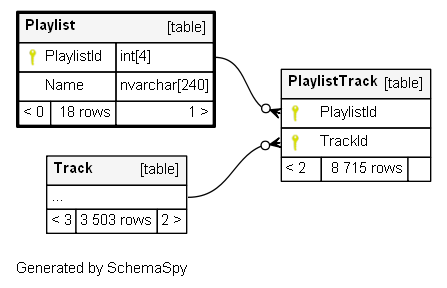 Playlist [table]
PlaylistId int[4]
Name nvarchar[240]
< 0 18 rows 1 >
PlaylistTrack [table]
PlaylistId
TrackId
< 2 8 715 rows
Track [table]
...
< 3 3 503 rows 2 >
Generated by SchemaSpy